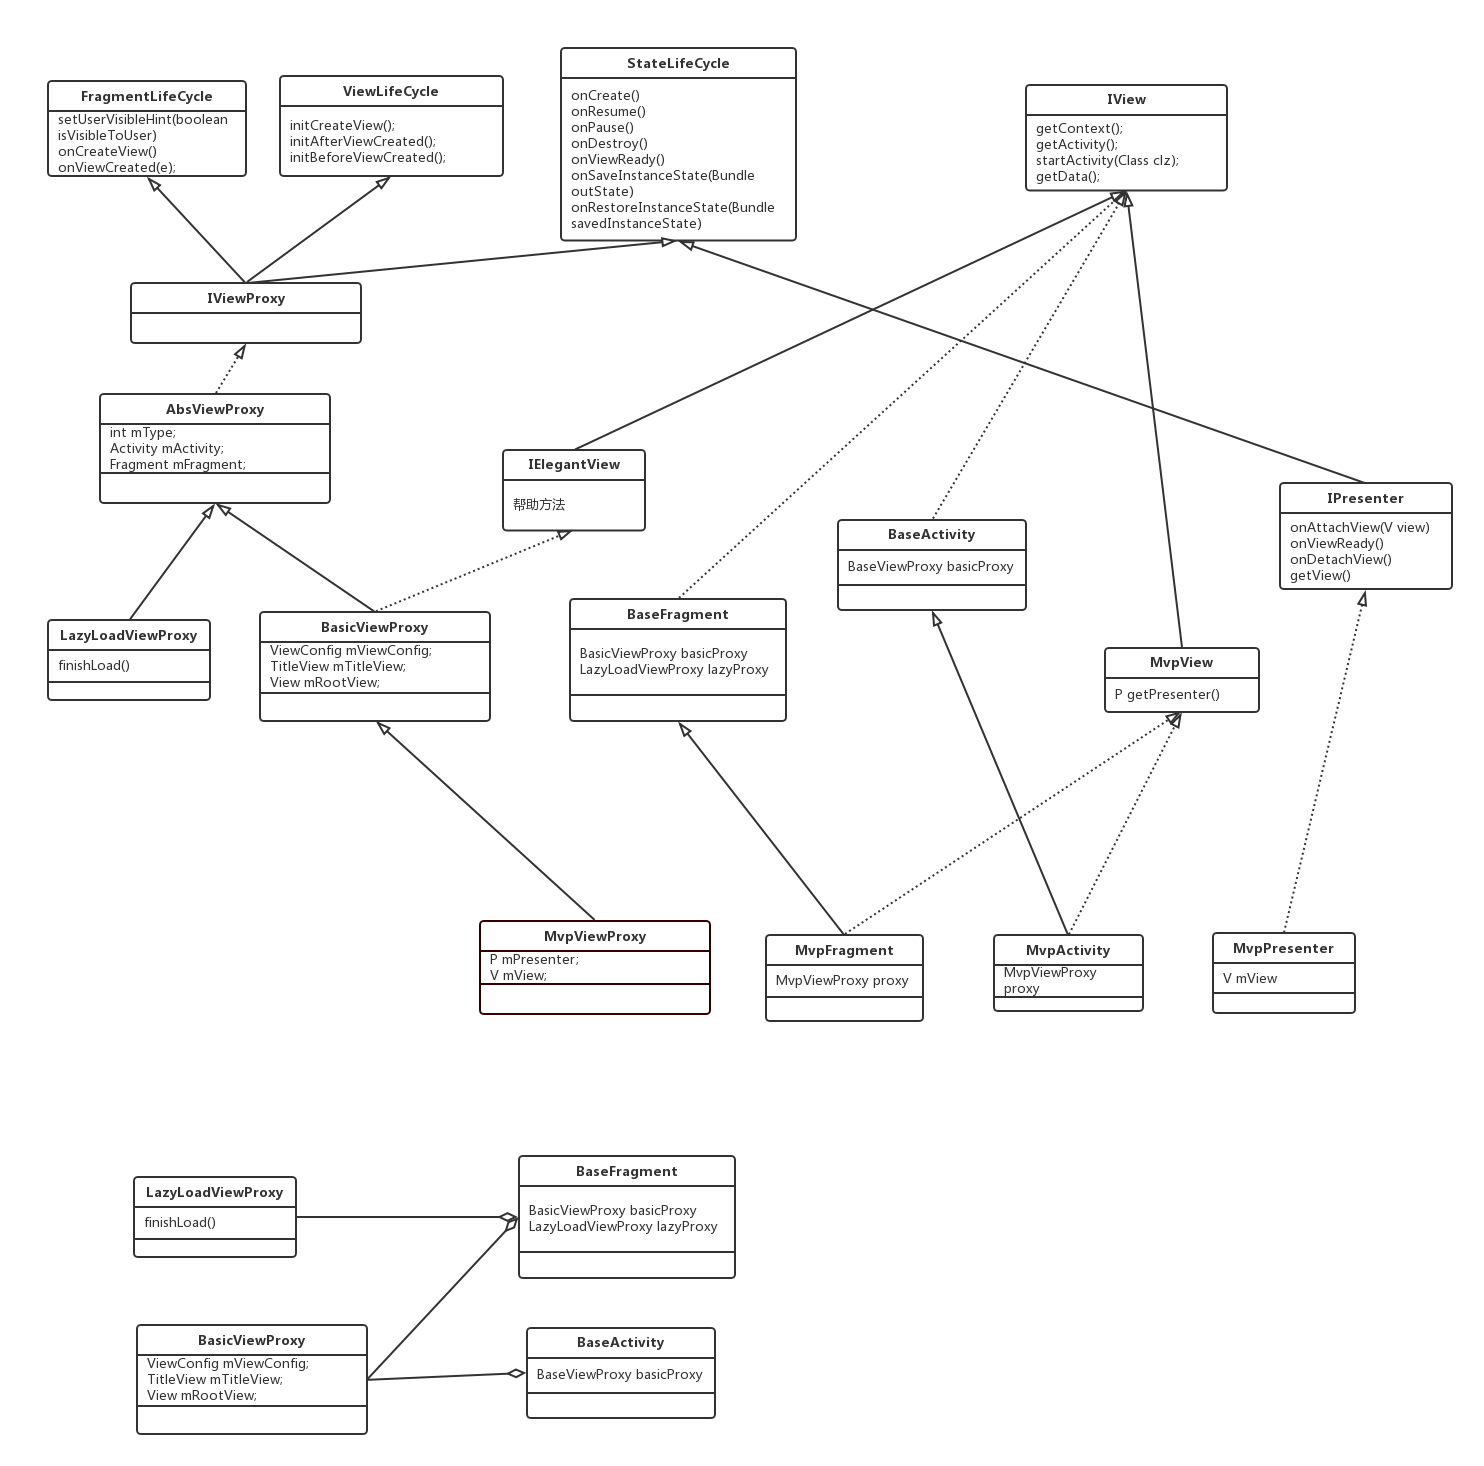 FragmentLifeCycle
setUserVisibleHint(boolean
isVisibleToUser)
onCreateView()
onViewCreated(e);
ViewLifeCycle
initCreateView();
initAfterViewCreated();
initBeforeViewCreated();
StateLifeCycle
onCreate()
onResume()
onPause()
onDestroy()
onViewReady()
onSaveInstanceState(Bundle
outState)
onRestoreInstanceState(Bundle
savedInstanceState)
IView
getContext();
getActivity();
startActivity(Class clz);
getData();
IViewProxy
AbsViewProxy
int mType;
Activity mActivity;
Fragment mFragment;
IElegantView
帮助方法
BaseActivity
BaseViewProxy basicProxy
IPresenter
onAttachView(V view)
onViewReady()
onDetachView()
getView()
LazyLoadViewProxy
finishLoad()
BasicViewProxy
ViewConfig mViewConfig;
TitleView mTitleView;
View mRootView;
BaseFragment
BasicViewProxy basicProxy
LazyLoadViewProxy lazyProxy
MvpView
P getPresenter()
MvpViewProxy
P mPresenter;
V mView;
MvpFragment
MvpViewProxy proxy
MvpActivity
MvpViewProxy
proxy
MvpPresenter
V mView
LazyLoadViewProxy
finishLoad()
BaseFragment
BasicViewProxy basicProxy
LazyLoadViewProxy lazyProxy
BasicViewProxy
ViewConfig mViewConfig;
TitleView mTitleView;
View mRootView;
BaseActivity
BaseViewProxy basicProxy